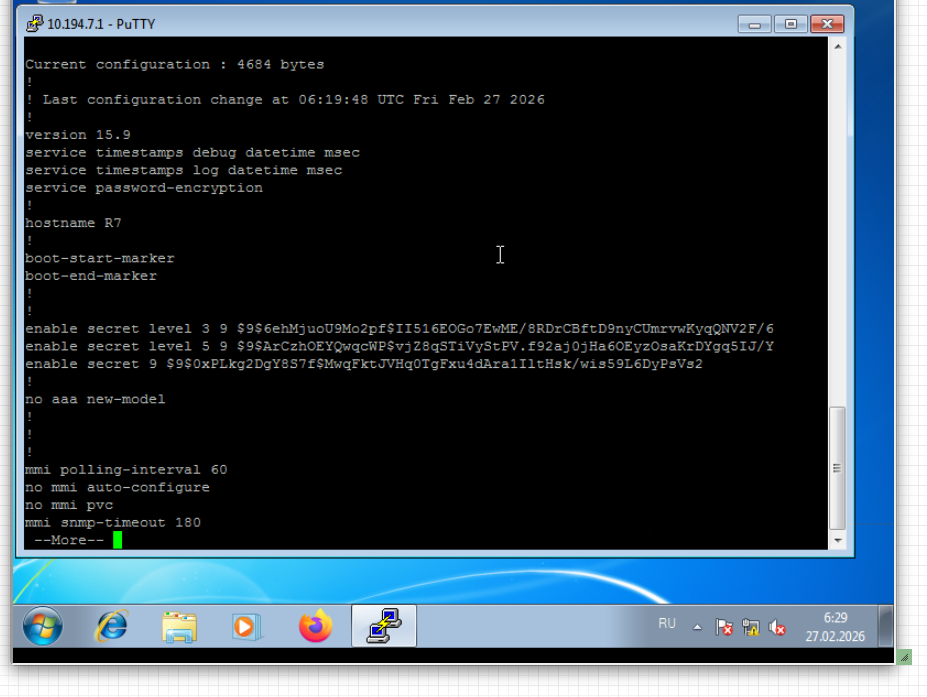 10.194.7.1 - PuTTY
Current configuration : 4684 bytes
!
! Last configuration change at 06:19:48 UTC Fri Feb 27 2026
!
version 15.9
service timestamps debug datetime msec
service timestamps log datetime msec
service password-encryption
!
hostname R7
!
boot-start-marker
boot-end-marker
!
!
enable secret level 3 9 $9$6ehMjuoU9Mo2pf$II516EOGo7EwME/8RDrCBftD9nyCUmrvwKyqQNV2F/6
enable secret level 5 9 $9$ArCzhOEYQwqcWP$vjZ8qSTiVyStPV.f92aj0jHa6OEyzOsaKrDYgq5IJ/Y
enable secret 9 $9$0xPLkg2DgY8S7f$MwqFktJVHq0TgFxu4dAra1IltHsk/wis59L6DyPsVs2
!
no aaa new-model
!
!
!
mmi polling-interval 60
no mmi auto-configure
no mmi pvc
mmi snmp-timeout 180
--More--
RU
6:29
27.02.2026